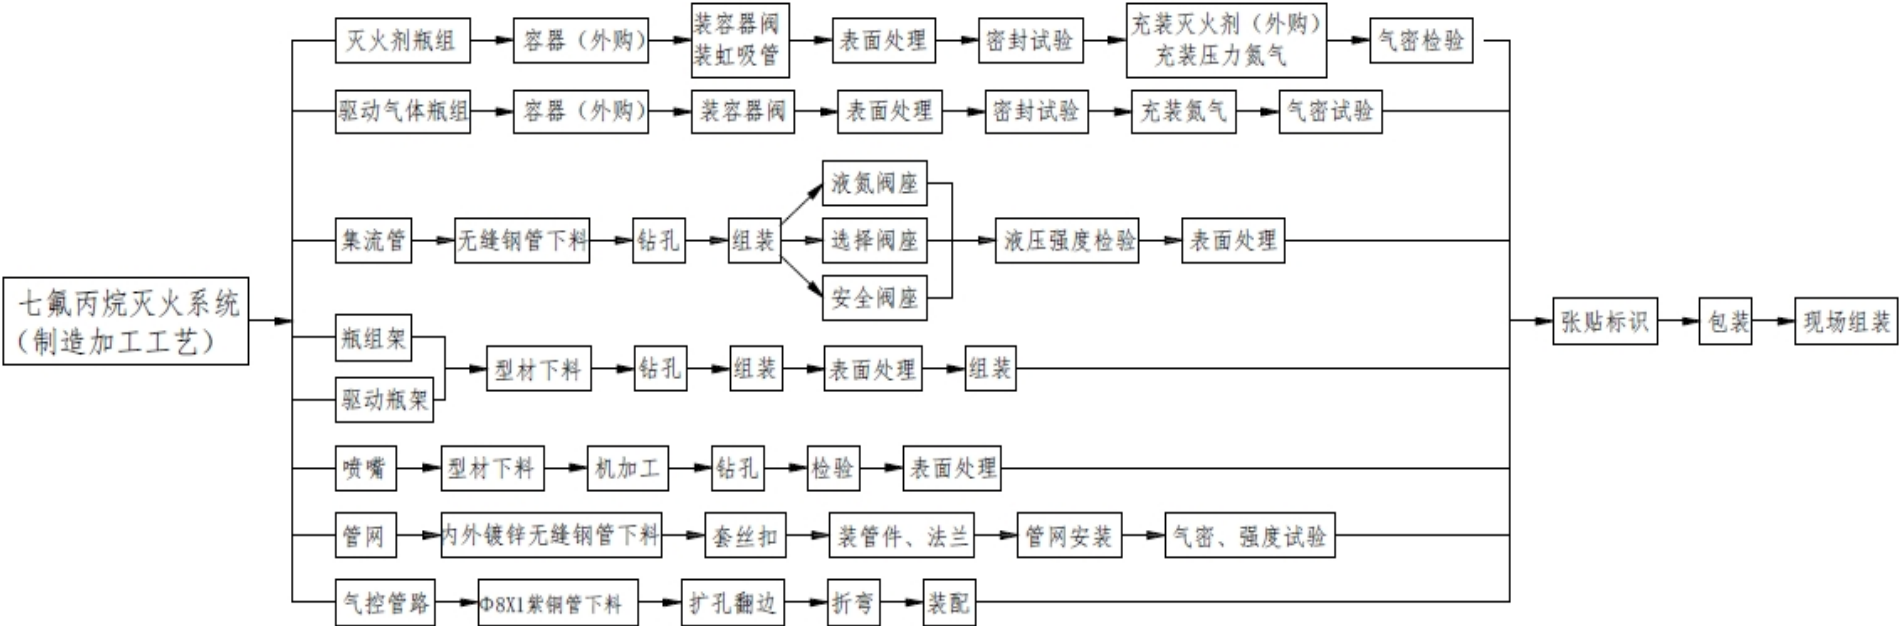 七氟丙烷灭火系统
（制造加工工艺）
灭火剂瓶组
容器（外购）
装容器阀
装虹吸管
表面处理
密封试验
充装灭火剂（外购）
充装压力氮气
气密检验
驱动气体瓶组
容器（外购）
装容器阀
表面处理
密封试验
充装氮气
气密试验
集流管
无缝钢管下料
钻孔
组装
液氮阀座
选择阀座
安全阀座
液压强度检验
表面处理
瓶组架
驱动瓶架
型材下料
钻孔
组装
表面处理
组装
喷嘴
型材下料
机加工
钻孔
检验
表面处理
管网
内外镀锌无缝钢管下料
套丝扣
装管件、法兰
管网安装
气密、强度试验
气控管路
Φ8X1紫铜管下料
扩孔翻边
折弯
装配
张贴标识
包装
现场组装